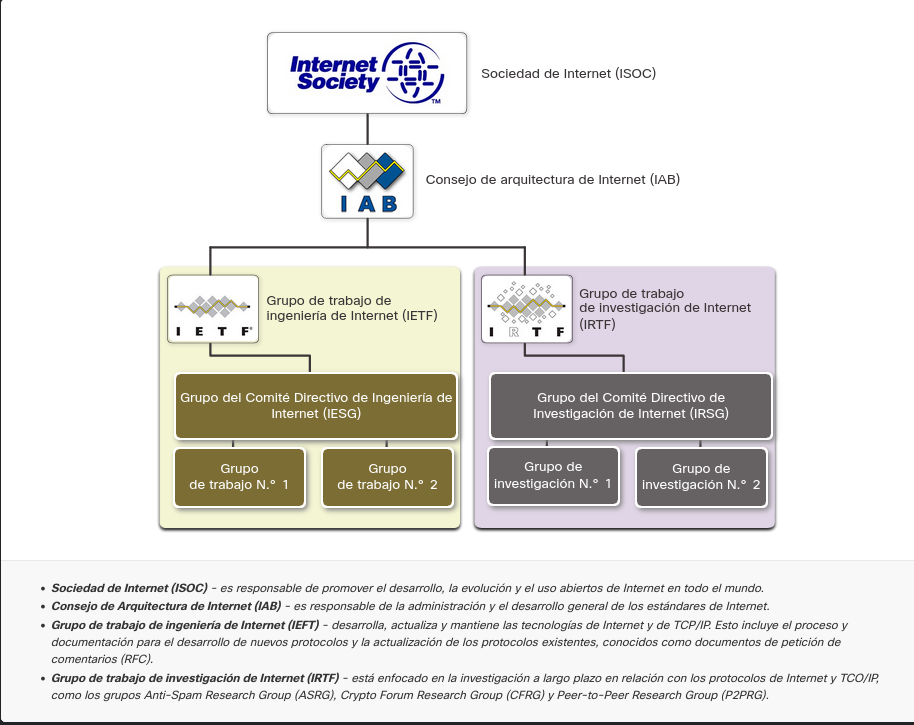 Internet
Society
TM
Sociedad de Internet (ISOC)
I A B
Consejo de arquitectura de Internet (IAB)
I E T F®
Grupo de trabajo de
ingeniería de Internet (IETF)
Grupo del Comité Directivo de Ingeniería de
Internet (IESG)
Grupo
de trabajo N.° 1
Grupo
de trabajo N.° 2
I R T F
Grupo de trabajo
de investigación de Internet
(IRTF)
Grupo del Comité Directivo de
Investigación de Internet (IRSG)
Grupo de
investigación N.° 1
Grupo de
investigación N.° 2
• Sociedad de Internet (ISOC) - es responsable de promover el desarrollo, la evolución y el uso abiertos de Internet en todo el mundo.
• Consejo de Arquitectura de Internet (IAB) - es responsable de la administración y el desarrollo general de los estándares de Internet.
• Grupo de trabajo de ingeniería de Internet (IEFT) - desarrolla, actualiza y mantiene las tecnologías de Internet y de TCP/IP. Esto incluye el proceso y
documentación para el desarrollo de nuevos protocolos y la actualización de los protocolos existentes, conocidos como documentos de petición de
comentarios (RFC).
• Grupo de trabajo de investigación de Internet (IRTF) - está enfocado en la investigación a largo plazo en relación con los protocolos de Internet y TCO/IP,
como los grupos Anti-Spam Research Group (ASRG), Crypto Forum Research Group (CFRG) y Peer-to-Peer Research Group (P2PRG).